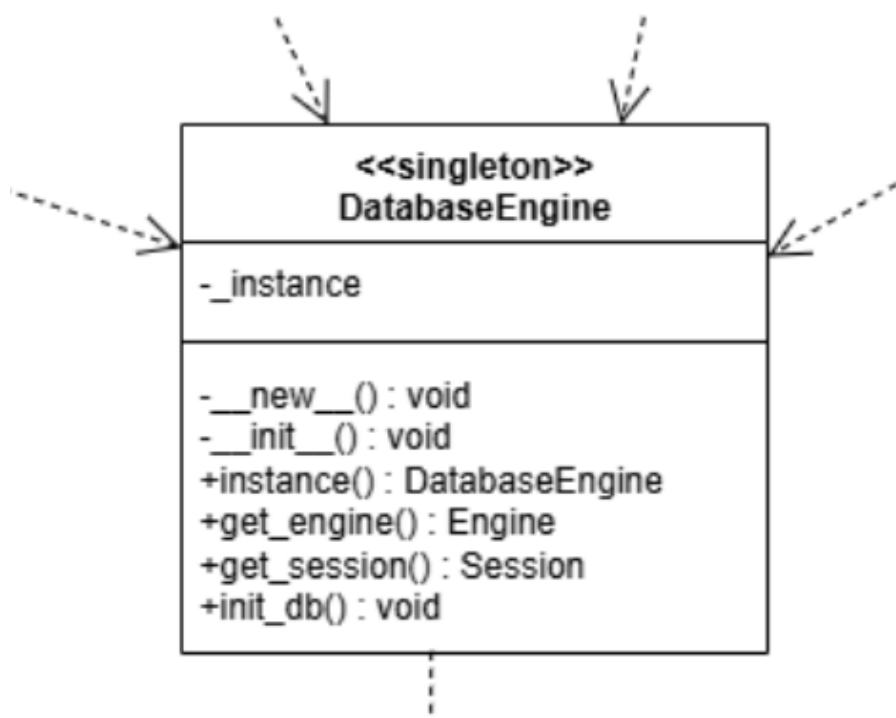 <<singleton>>
DatabaseEngine
-_instance
-__new__() : void
-__init__() : void
+instance() : DatabaseEngine
+get_engine() : Engine
+get_session() : Session
+init_db() : void